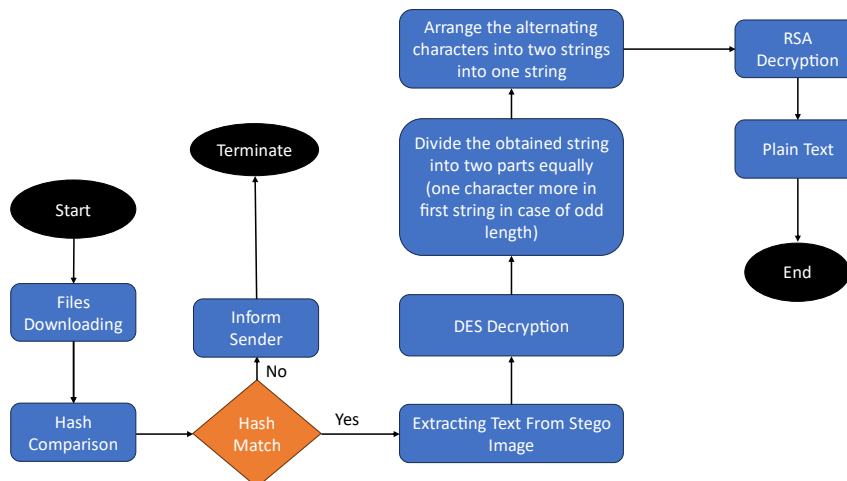 Start
Files
Downloading
Hash
Comparison
Hash
Match
No
Inform
Sender
Terminate
Yes
Extracting Text From Stego
Image
DES Decryption
Divide the obtained string
into two parts equally
(one character more in
first string in case of odd
length)
Arrange the alternating
characters into two strings
into one string
RSA
Decryption
Plain Text
End